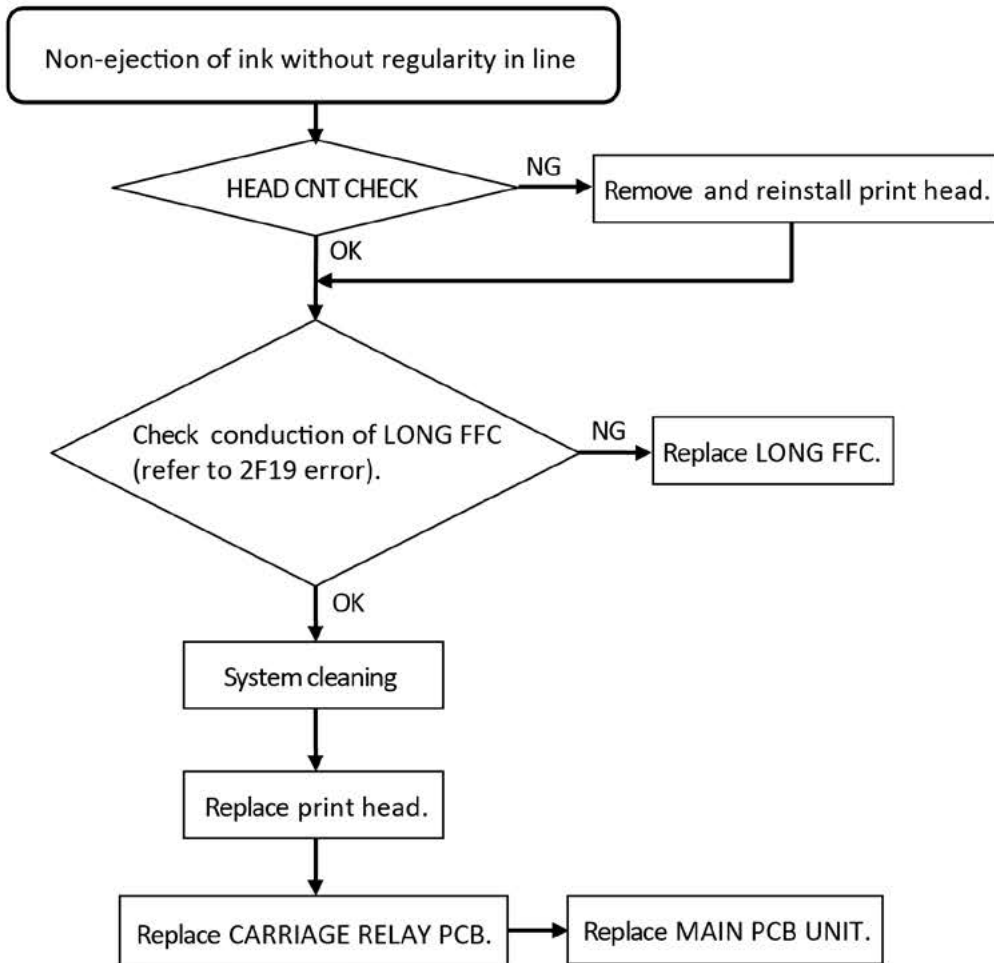 Non-ejection of ink without regularity in line
HEAD CNT CHECK
NG
Remove and reinstall print head.
OK
Check conduction of LONG FFC
(refer to 2F19 error).
NG
Replace LONG FFC.
OK
System cleaning
Replace print head.
Replace CARRIAGE RELAY PCB.
Replace MAIN PCB UNIT.